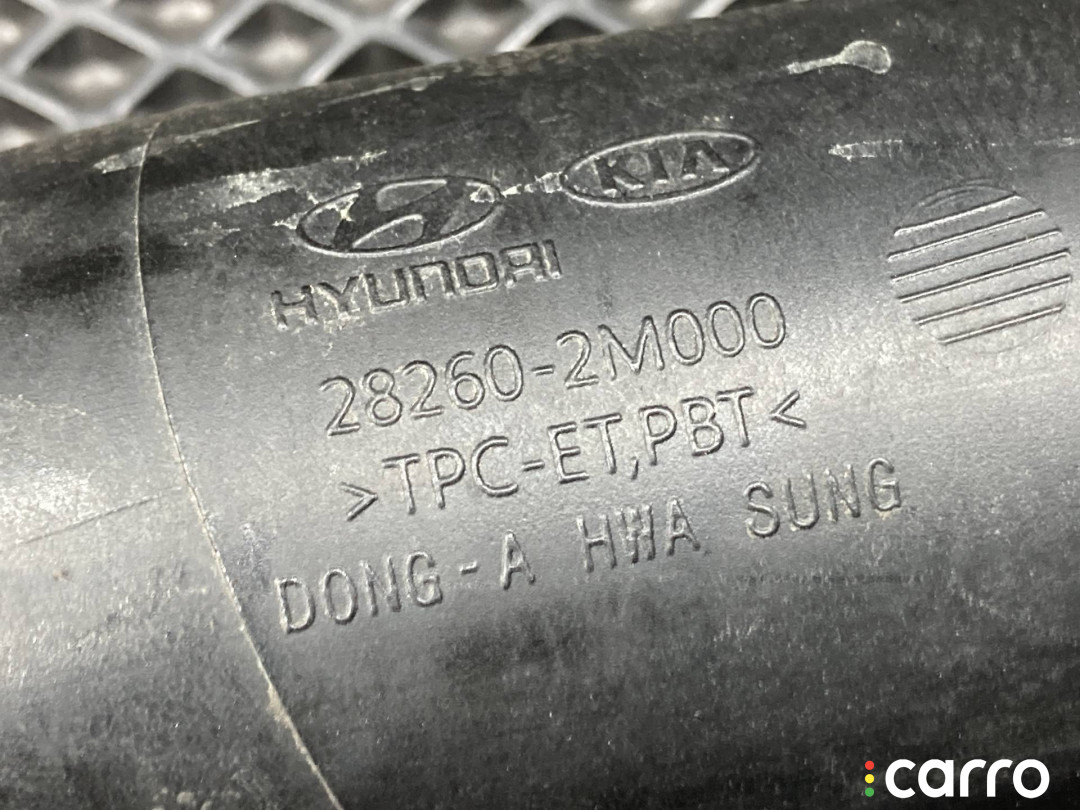 KIA
HYUNDAI
28260-2M000
>TPC-ET,PBT<
DONG-A HWA SUNG
carro